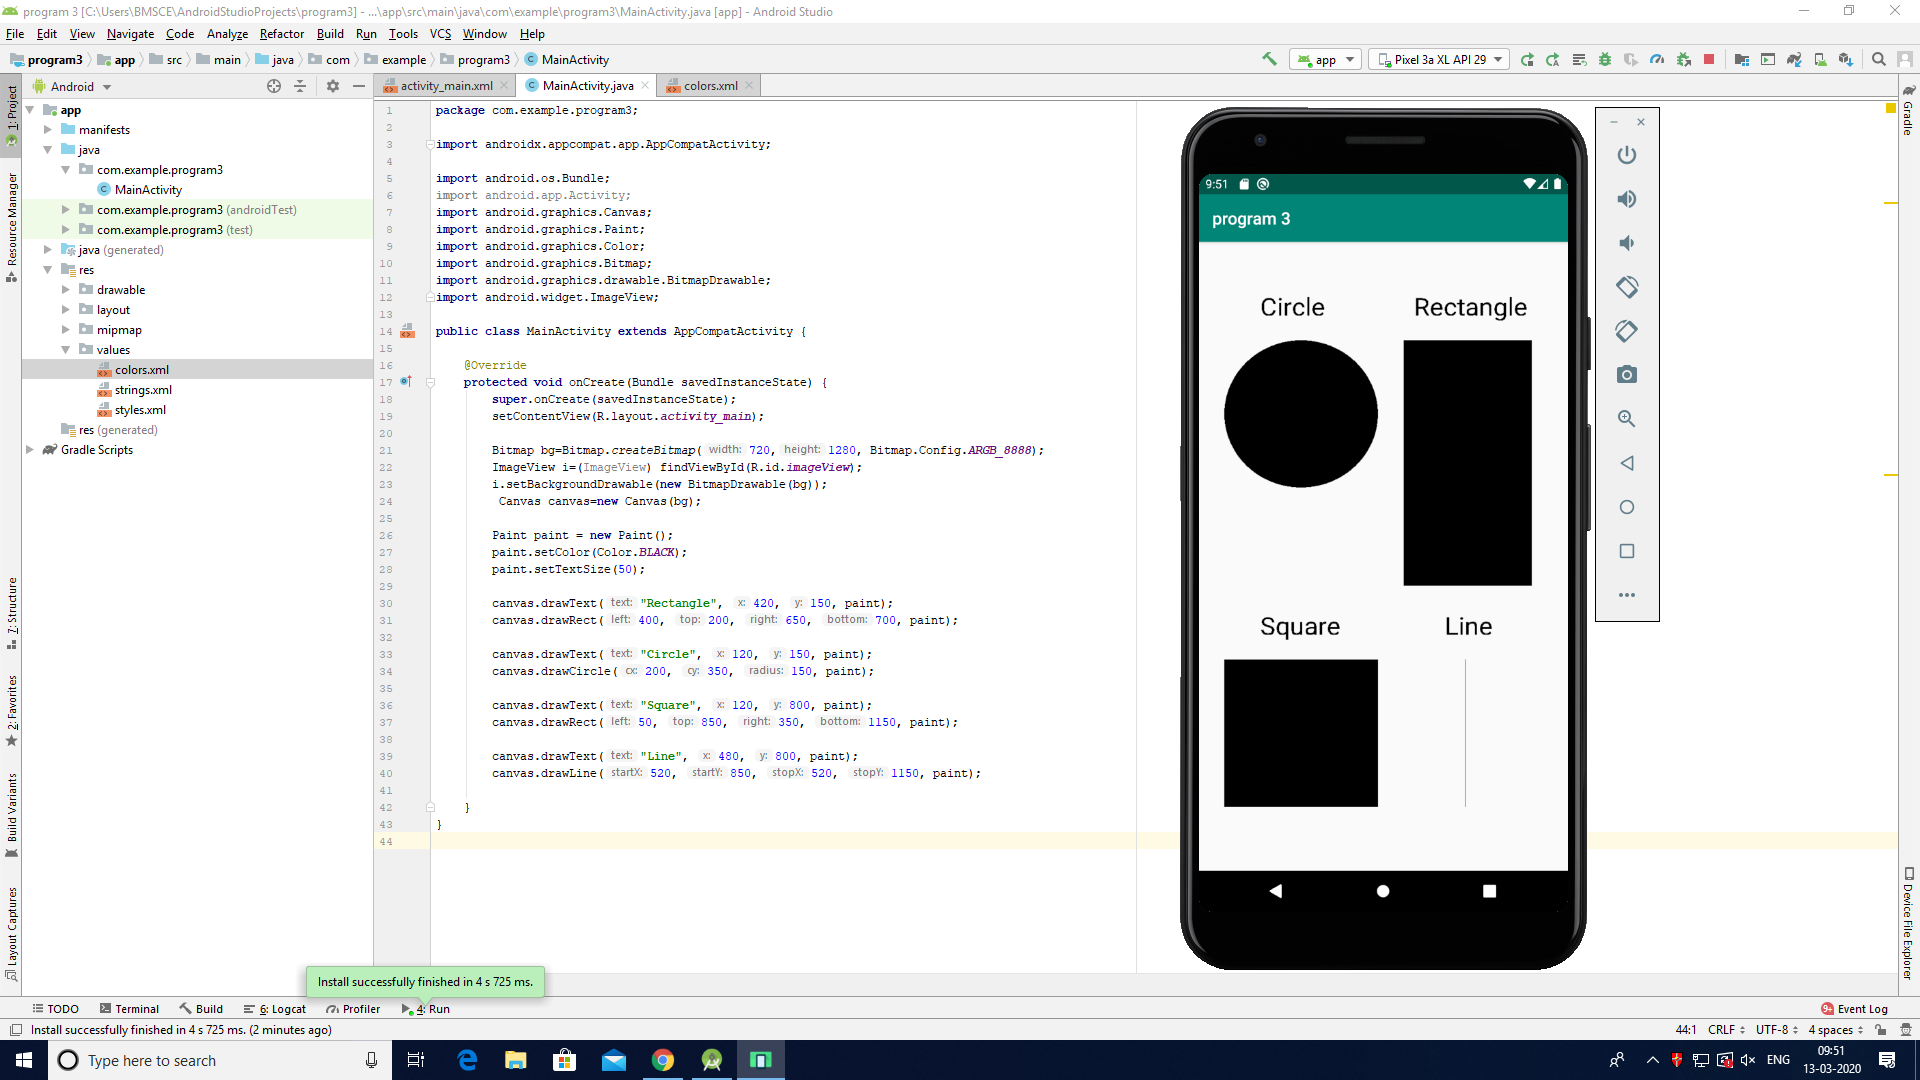 program 3 [C:\Users\BMSCE\AndroidStudioProjects\program3] - ...\app\src\main\java\com\example\program3\MainActivity.java [app] - Android Studio
File Edit View Navigate Code Analyze Refactor Build Run Tools VCS Window Help
program3 app src main java com example program3 MainActivity
app Pixel 3a XL API 29
Android
activity_main.xml MainActivity.java colors.xml
1: Project
Resource Manager
7: Structure
2: Favorites
Build Variants
Layout Captures
app
manifests
java
com.example.program3
MainActivity
com.example.program3 (androidTest)
com.example.program3 (test)
java (generated)
res
drawable
layout
mipmap
values
colors.xml
strings.xml
styles.xml
res (generated)
Gradle Scripts
1 package com.example.program3;
2
3 import androidx.appcompat.app.AppCompatActivity;
4
5 import android.os.Bundle;
6 import android.app.Activity;
7 import android.graphics.Canvas;
8 import android.graphics.Paint;
9 import android.graphics.Color;
10 import android.graphics.Bitmap;
11 import android.graphics.drawable.BitmapDrawable;
12 import android.widget.ImageView;
13
14 public class MainActivity extends AppCompatActivity {
15
16 @Override
17 protected void onCreate(Bundle savedInstanceState) {
18 super.onCreate(savedInstanceState);
19 setContentView(R.layout.activity_main);
20
21 Bitmap bg=Bitmap.createBitmap( width: 720, height: 1280, Bitmap.Config.ARGB_8888);
22 ImageView i=(ImageView) findViewById(R.id.imageView);
23 i.setBackgroundDrawable(new BitmapDrawable(bg));
24 Canvas canvas=new Canvas(bg);
25
26 Paint paint = new Paint();
27 paint.setColor(Color.BLACK);
28 paint.setTextSize(50);
29
30 canvas.drawText( text: "Rectangle", x: 420, y: 150, paint);
31 canvas.drawRect( left: 400, top: 200, right: 650, bottom: 700, paint);
32
33 canvas.drawText( text: "Circle", x: 120, y: 150, paint);
34 canvas.drawCircle( cx: 200, cy: 350, radius: 150, paint);
35
36 canvas.drawText( text: "Square", x: 120, y: 800, paint);
37 canvas.drawRect( left: 50, top: 850, right: 350, bottom: 1150, paint);
38
39 canvas.drawText( text: "Line", x: 480, y: 800, paint);
40 canvas.drawLine( startX: 520, startY: 850, stopX: 520, stopY: 1150, paint);
41
42 }
43 }
44
9:51
program 3
Circle Rectangle
Square Line
Gradle
Device File Explorer
Install successfully finished in 4 s 725 ms.
TODO Terminal Build 6: Logcat Profiler 4: Run 9+ Event Log
Install successfully finished in 4 s 725 ms. (2 minutes ago) 44:1 CRLF UTF-8 4 spaces
Type here to search
ENG 09:51
13-03-2020